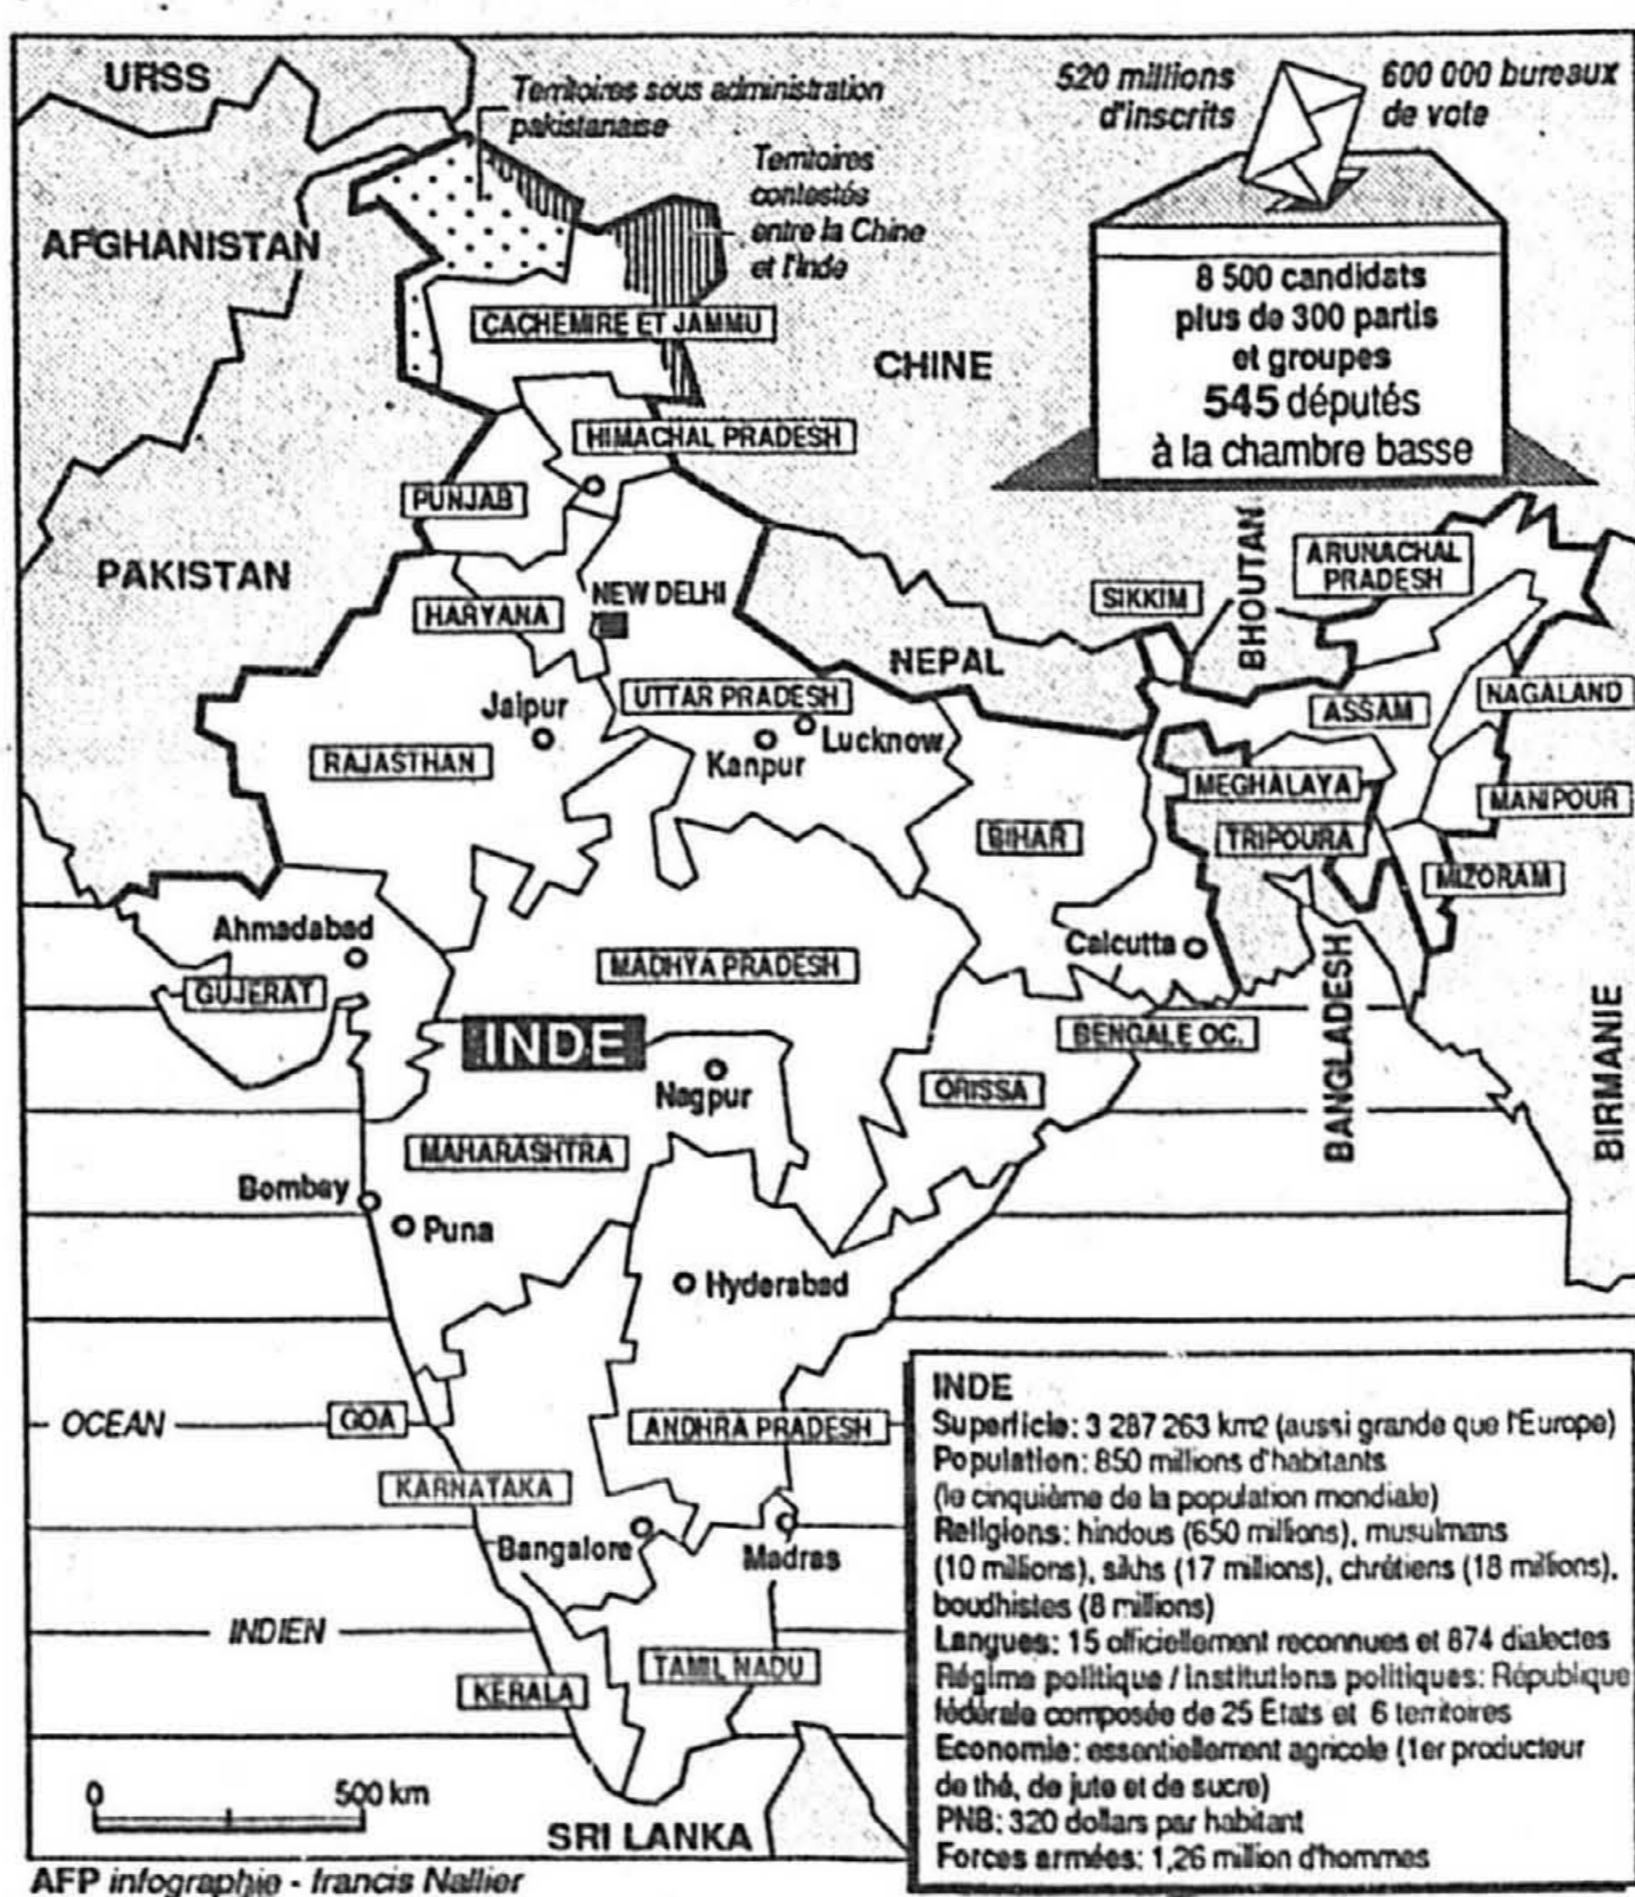 URSS
Territoires sous administration
pakistanaise
Territoires
contestés
entre la Chine
et l'Inde
520 millions
d'inscrits
600 000 bureaux
de vote
8 500 candidats
plus de 300 partis
et groupes
545 députés
à la chambre basse
AFGHANISTAN
CACHEMIRE ET JAMMU
CHINE
HIMACHAL PRADESH
PUNJAB
PAKISTAN
HARYANA
NEW DELHI
SIKKIM
BHOUTAN
ARUNACHAL
PRADESH
NEPAL
UTTAR PRADESH
Jaipur
Lucknow
Kanpur
RAJASTHAN
ASSAM
NAGALAND
MEGHALAYA
MANIPOUR
BIHAR
TRIPOURA
MIZORAM
Ahmadabad
GUJERAT
MADHYA PRADESH
Calcutta
INDE
BENGALE OC.
BANGLADESH
BIRMANIE
Nagpur
ORISSA
MAHARASHTRA
Bombay
Puna
Hyderabad
OCEAN
GOA
ANDHRA PRADESH
KARNATAKA
Bangalore
Madras
INDIEN
KERALA
TAMIL NADU
0 500 km
SRI LANKA
INDE
Superficie: 3 287 263 km2 (aussi grande que l'Europe)
Population: 850 millions d'habitants
(le cinquième de la population mondiale)
Religions: hindous (650 millions), musulmans
(10 millions), sikhs (17 millions), chrétiens (18 millions),
boudhistes (8 millions)
Langues: 15 officiellement reconnues et 874 dialectes
Régime politique / institutions politiques: République
fédérale composée de 25 Etats et 6 territoires
Economie: essentiellement agricole (1er producteur
de thé, de jute et de sucre)
PNB: 320 dollars par habitant
Forces armées: 1,26 million d'hommes
AFP infographie - francis Nallier